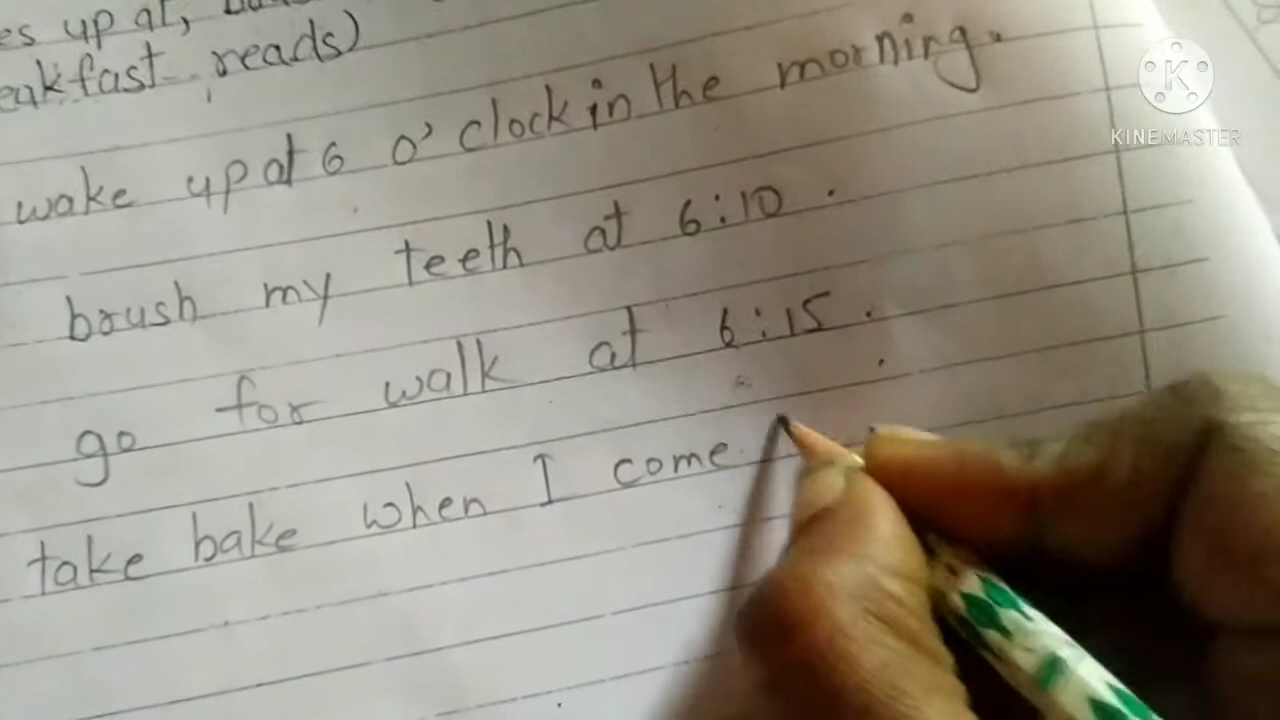 es up at,
eakfast reads)
wake up at 6 o'clock in the morning.
brush my teeth at 6:10.
go for walk at 6:15.
take bake when I come
KINEMASTER